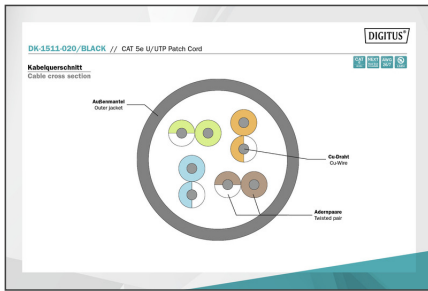 DIGITUS
DK-1511-020/BLACK // CAT 5e U/UTP Patch Cord
Kabelquerschnitt
Cable cross section
Außenmantel
Outer jacket
Cu-Draht
Cu-Wire
Adernpaare
Twisted pair